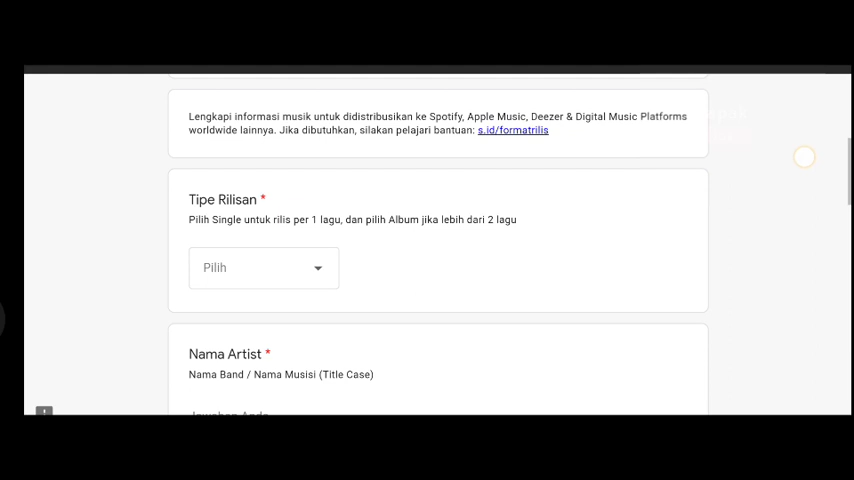 Lengkapi informasi musik untuk didistribusikan ke Spotify, Apple Music, Deezer & Digital Music Platforms
worldwide lainnya. Jika dibutuhkan, silakan pelajari bantuan: s.id/formatrilis
Tipe Rilisan *
Pilih Single untuk rilis per 1 lagu, dan pilih Album jika lebih dari 2 lagu
Pilih
Nama Artist *
Nama Band / Nama Musisi (Title Case)
Jawaban Anda